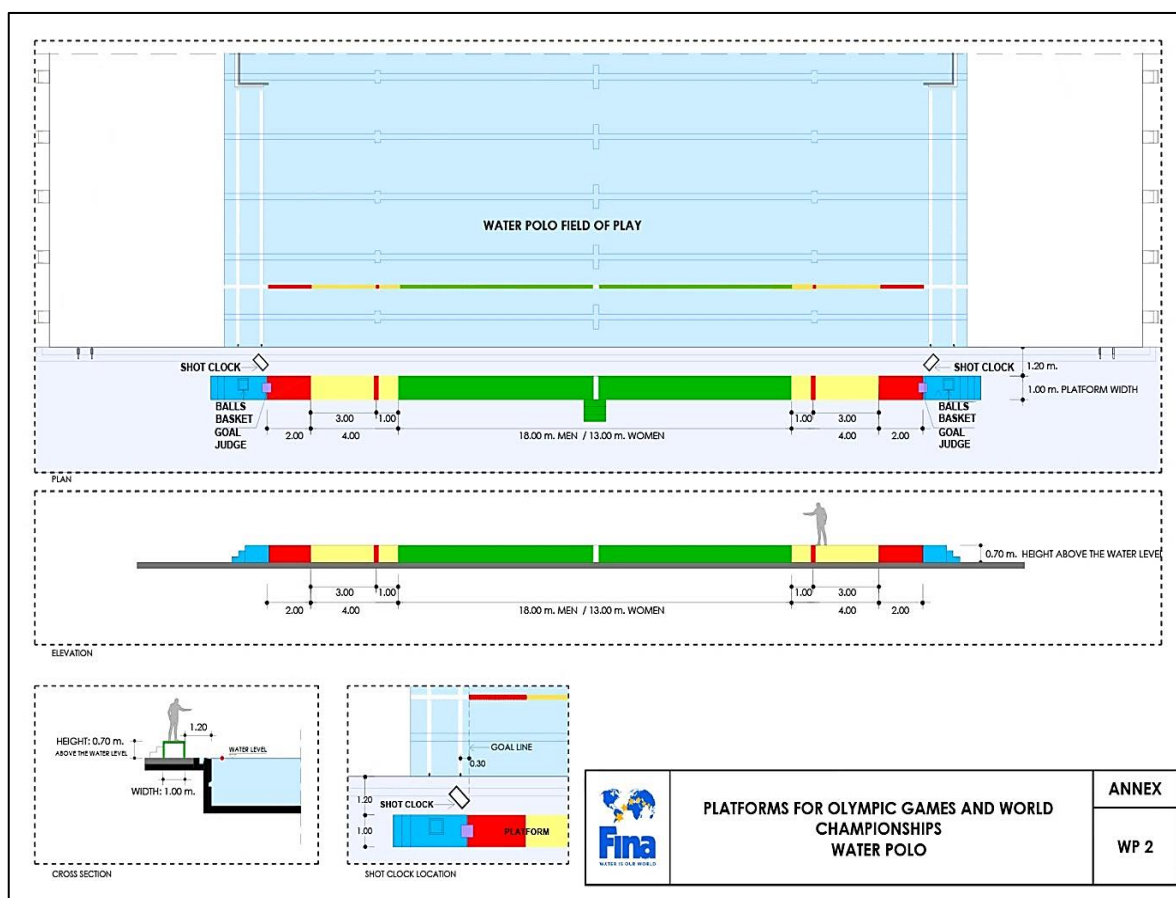 WATER POLO FIELD OF PLAY
SHOT CLOCK
SHOT CLOCK
1.20 m.
1.00 m. PLATFORM WIDTH
BALLS
BASKET
GOAL
JUDGE
BALLS
BASKET
GOAL
JUDGE
3.00
1.00
1.00
3.00
2.00
4.00
18.00 m. MEN / 13.00 m. WOMEN
4.00
2.00
PLAN
0.70 m. HEIGHT ABOVE THE WATER LEVEL
3.00
1.00
1.00
3.00
2.00
4.00
18.00 m. MEN / 13.00 m. WOMEN
4.00
2.00
ELEVATION
1.20
HEIGHT: 0.70 m.
ABOVE THE WATER LEVEL
WATER LEVEL
WIDTH: 1.00 m.
CROSS SECTION
GOAL LINE
0.30
1.20
SHOT CLOCK
1.00
PLATFORM
SHOT CLOCK LOCATION
Fina
WATER IS OUR WORLD
PLATFORMS FOR OLYMPIC GAMES AND WORLD
CHAMPIONSHIPS
WATER POLO
ANNEX
WP 2